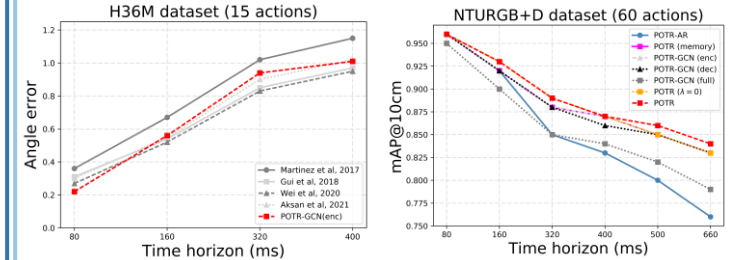 H36M dataset (15 actions)
Angle error
1.2
1.0
0.8
0.6
0.4
0.2
0.0
80
160
320
400
Time horizon (ms)
Martinez et al, 2017
Gui et al, 2018
Wei et al, 2020
Aksan et al, 2021
POTR-GCN(enc)
NTURGB+D dataset (60 actions)
mAP@10cm
0.950
0.925
0.900
0.875
0.850
0.825
0.800
0.775
0.750
80
160
320
400
500
660
Time horizon (ms)
POTR-AR
POTR (memory)
POTR-GCN (enc)
POTR-GCN (dec)
POTR-GCN (full)
POTR (λ = 0)
POTR